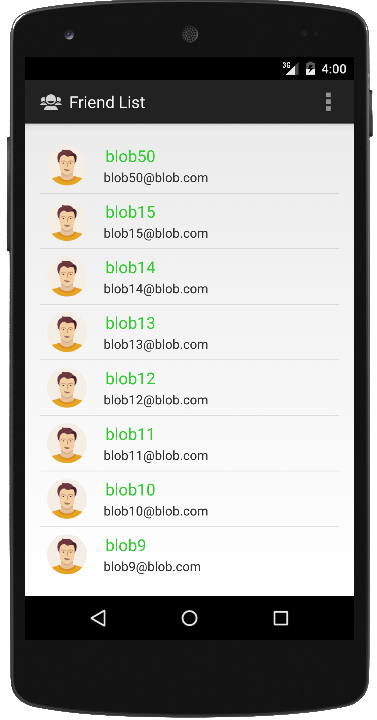 3G 4:00
Friend List
blob50
blob50@blob.com
blob15
blob15@blob.com
blob14
blob14@blob.com
blob13
blob13@blob.com
blob12
blob12@blob.com
blob11
blob11@blob.com
blob10
blob10@blob.com
blob9
blob9@blob.com